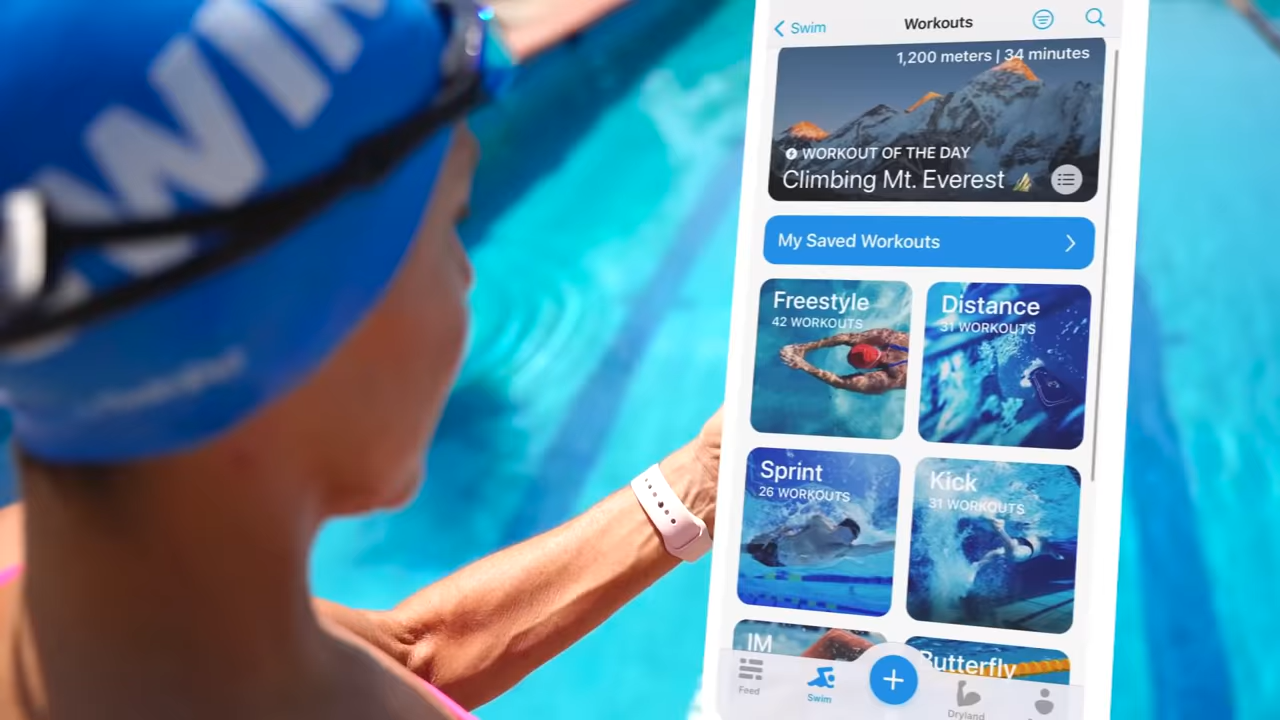 Swim
Workouts
1,200 meters | 34 minutes
WORKOUT OF THE DAY
Climbing Mt. Everest
My Saved Workouts
Freestyle
42 WORKOUTS
Distance
31 WORKOUTS
Sprint
26 WORKOUTS
Kick
31 WORKOUTS
IM
Butterfly
Feed
Swim
Dryland